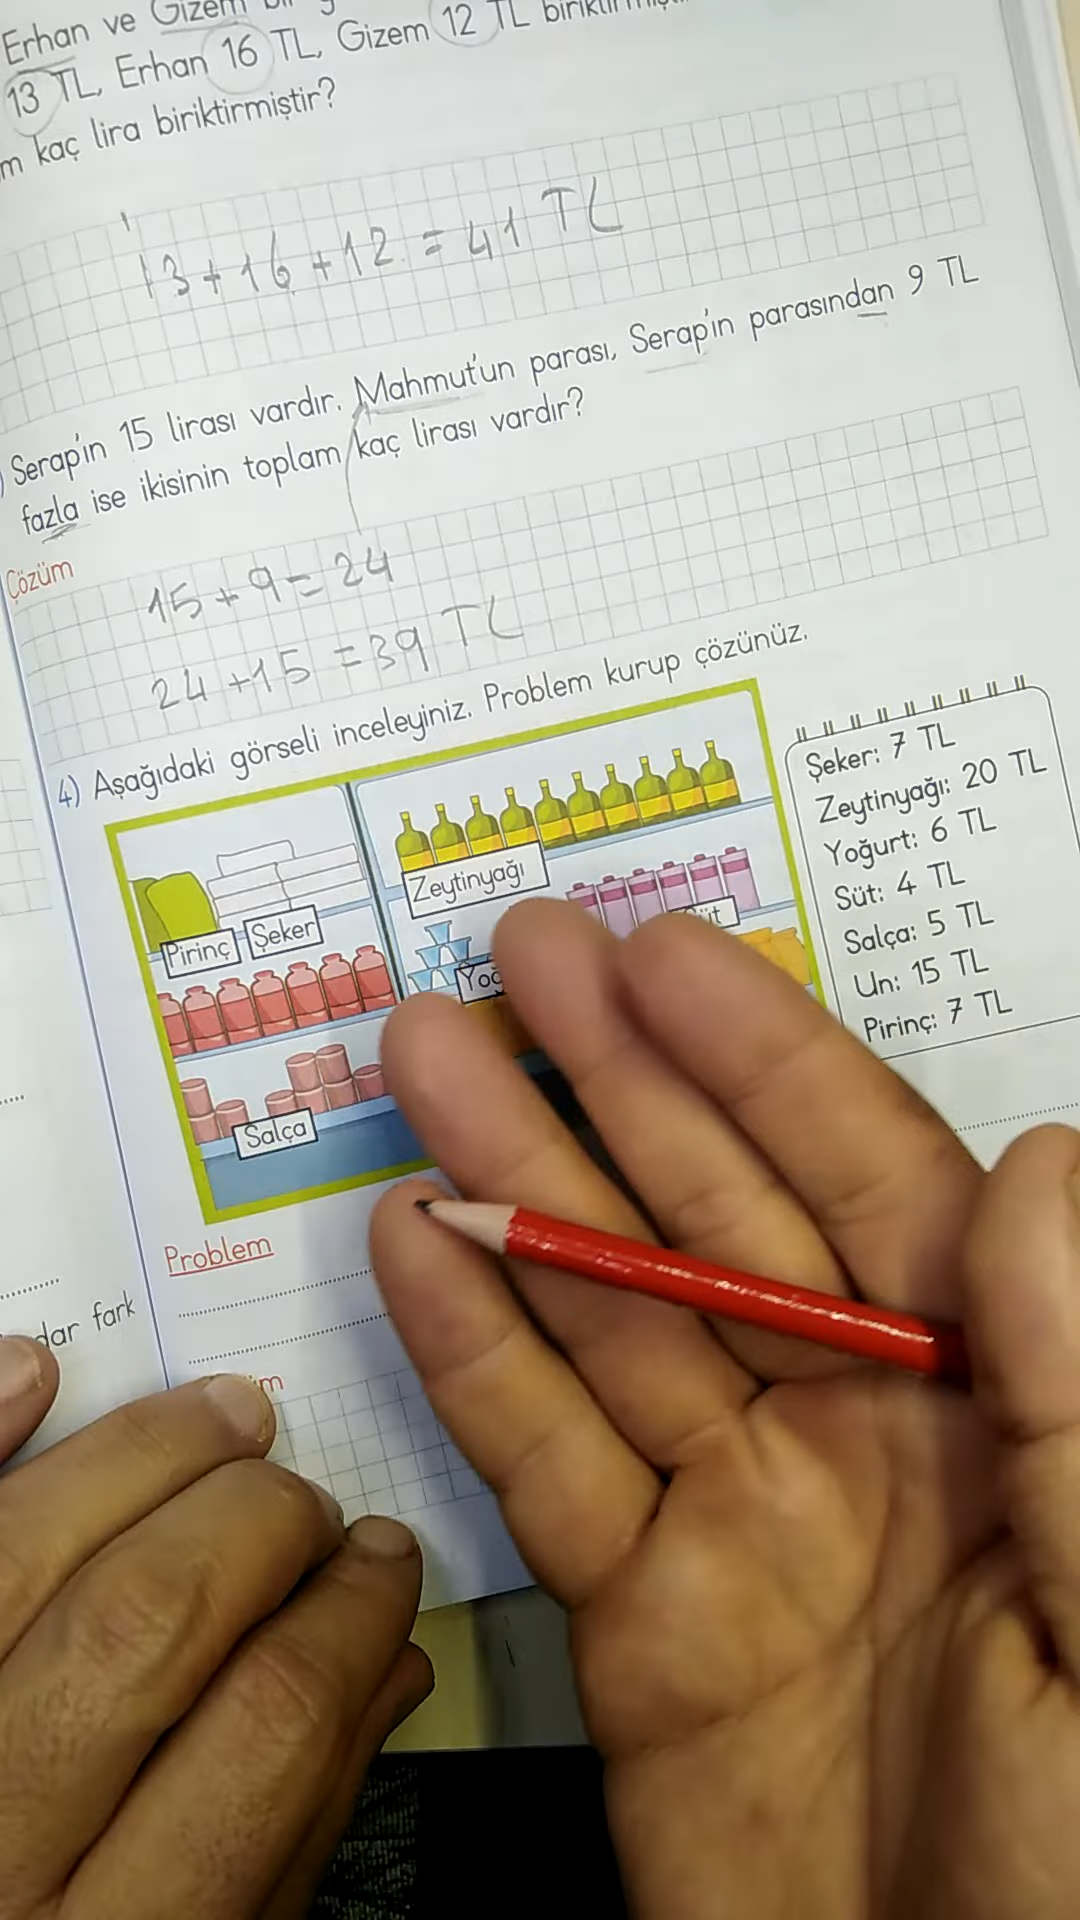 Erhan ve Gizem bir
13 TL, Erhan 16 TL, Gizem 12 TL
m kaç lira biriktirmiştir?
13 + 16 + 12 = 41 TL
Serap'ın 15 lirası vardır. Mahmut'un parası, Serap'ın parasından 9 TL
fazla ise ikisinin toplam kaç lirası vardır?
Çözüm
15 + 9 = 24
24 + 15 = 39 TL
4) Aşağıdaki görseli inceleyiniz. Problem kurup çözünüz.
Zeytinyağı
Pirinç
Şeker
Yoğ
Süt
Salça
Şeker: 7 TL
Zeytinyağı: 20 TL
Yoğurt: 6 TL
Süt: 4 TL
Salça: 5 TL
Un: 15 TL
Pirinç: 7 TL
Problem
dar fark